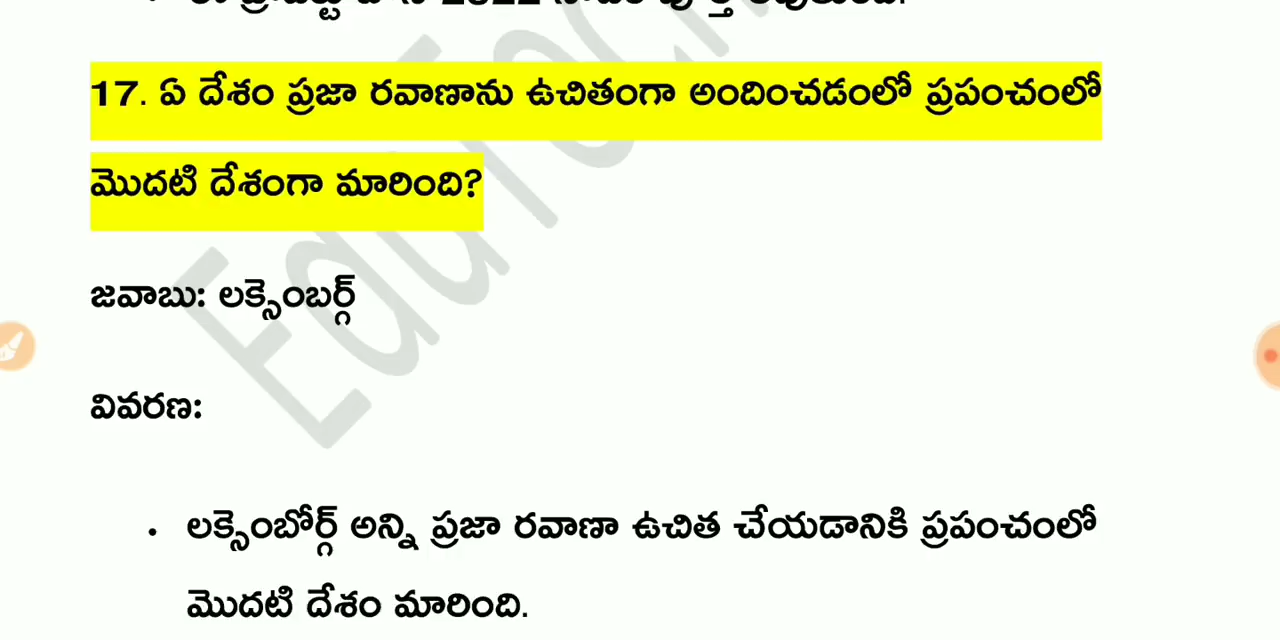 17. ఏ దేశం ప్రజా రవాణాను ఉచితంగా అందించడంలో ప్రపంచంలో
మొదటి దేశంగా మారింది?
జవాబు: లక్సెంబర్గ్
వివరణ:
• లక్సెంబోర్గ్ అన్ని ప్రజా రవాణా ఉచిత చేయడానికి ప్రపంచంలో
మొదటి దేశం మారింది.